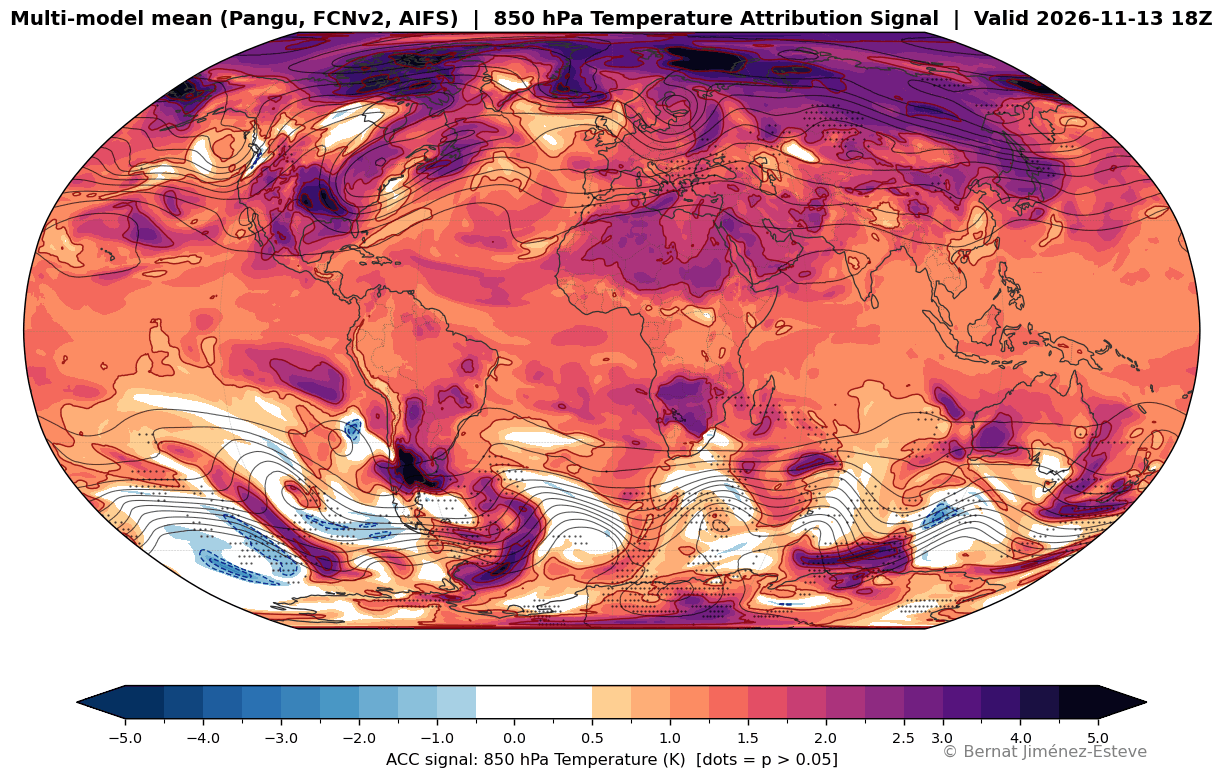 Multi-model mean (Pangu, FCNv2, AIFS)  |  850 hPa Temperature Attribution Signal  |  Valid 2026-11-13 18Z
−5.0 −4.0 −3.0 −2.0 −1.0 0.0 0.5 1.0 1.5 2.0 2.5 3.0 4.0 5.0
ACC signal: 850 hPa Temperature (K)  [dots = p > 0.05]
© Bernat Jiménez-Esteve